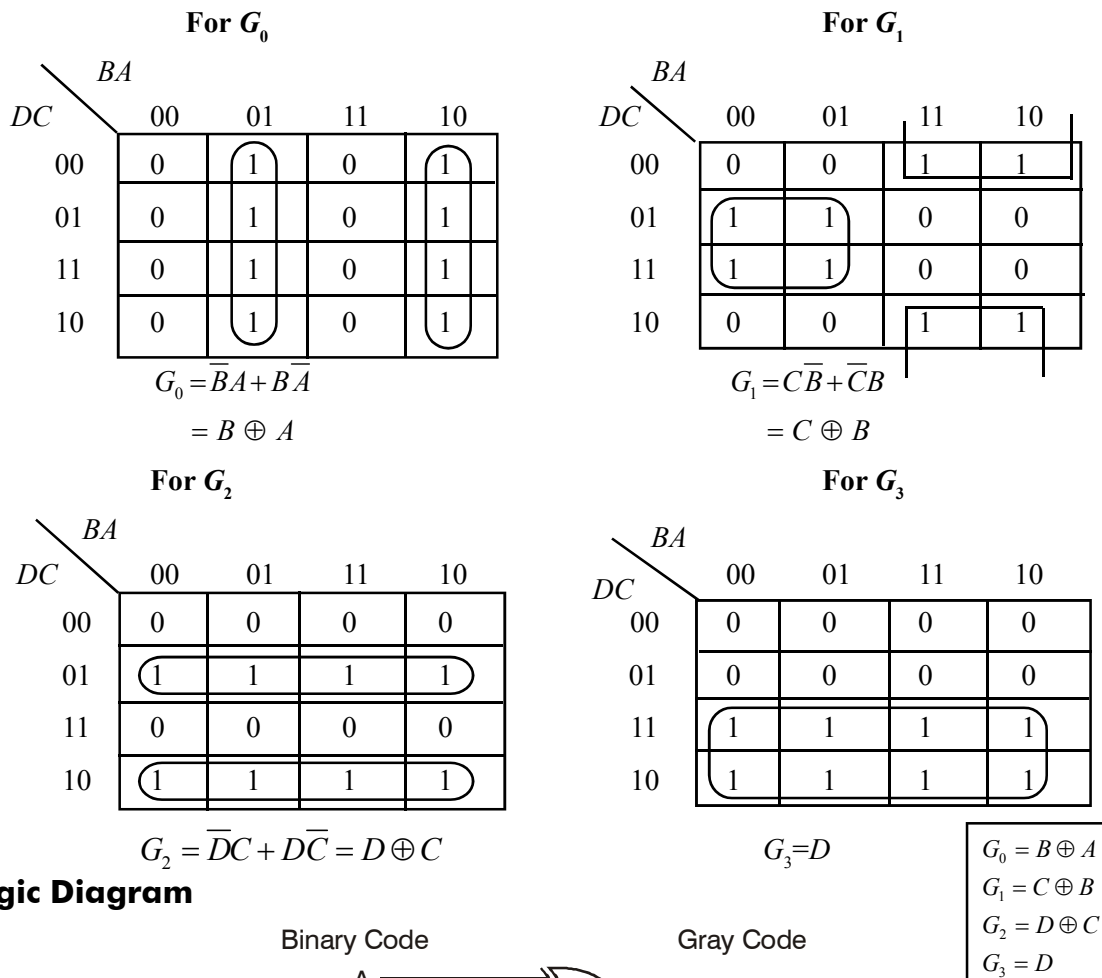 For G₀
For G₁
BA
BA
DC 00 01 11 10
DC 00 01 11 10
00 0 1 0 1
00 0 0 1 1
01 0 1 0 1
01 1 1 0 0
11 0 1 0 1
11 1 1 0 0
10 0 1 0 1
10 0 0 1 1
G₀ = B̅A + BA̅
= B ⊕ A
G₁ = CB̅ + C̅B
= C ⊕ B
For G₂
For G₃
BA
BA
DC 00 01 11 10
DC 00 01 11 10
00 0 0 0 0
00 0 0 0 0
01 1 1 1 1
01 0 0 0 0
11 0 0 0 0
11 1 1 1 1
10 1 1 1 1
10 1 1 1 1
G₂ = D̅C + DC̅ = D ⊕ C
G₃=D
G₀ = B ⊕ A
G₁ = C ⊕ B
G₂ = D ⊕ C
G₃ = D
gic Diagram
Binary Code
Gray Code